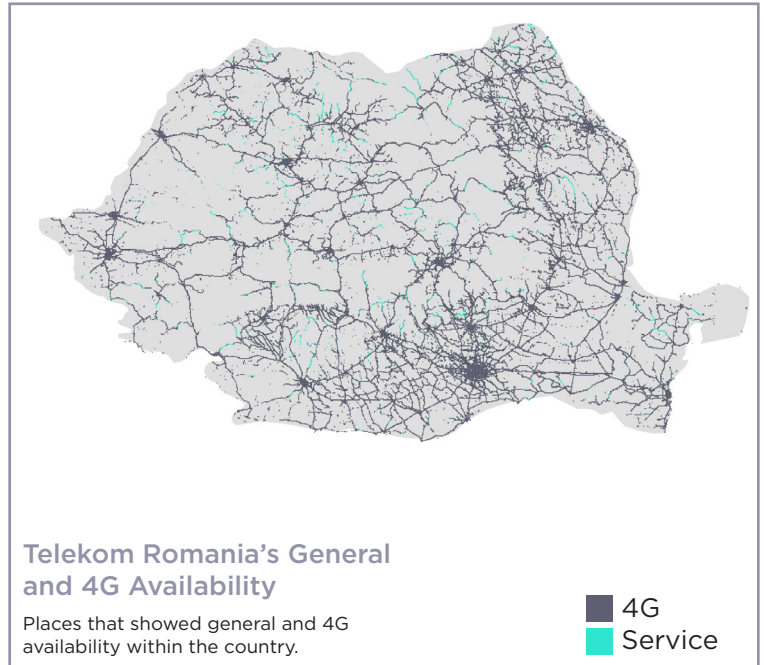 Telekom Romania's General
and 4G Availability
Places that showed general and 4G
availability within the country.
4G
Service